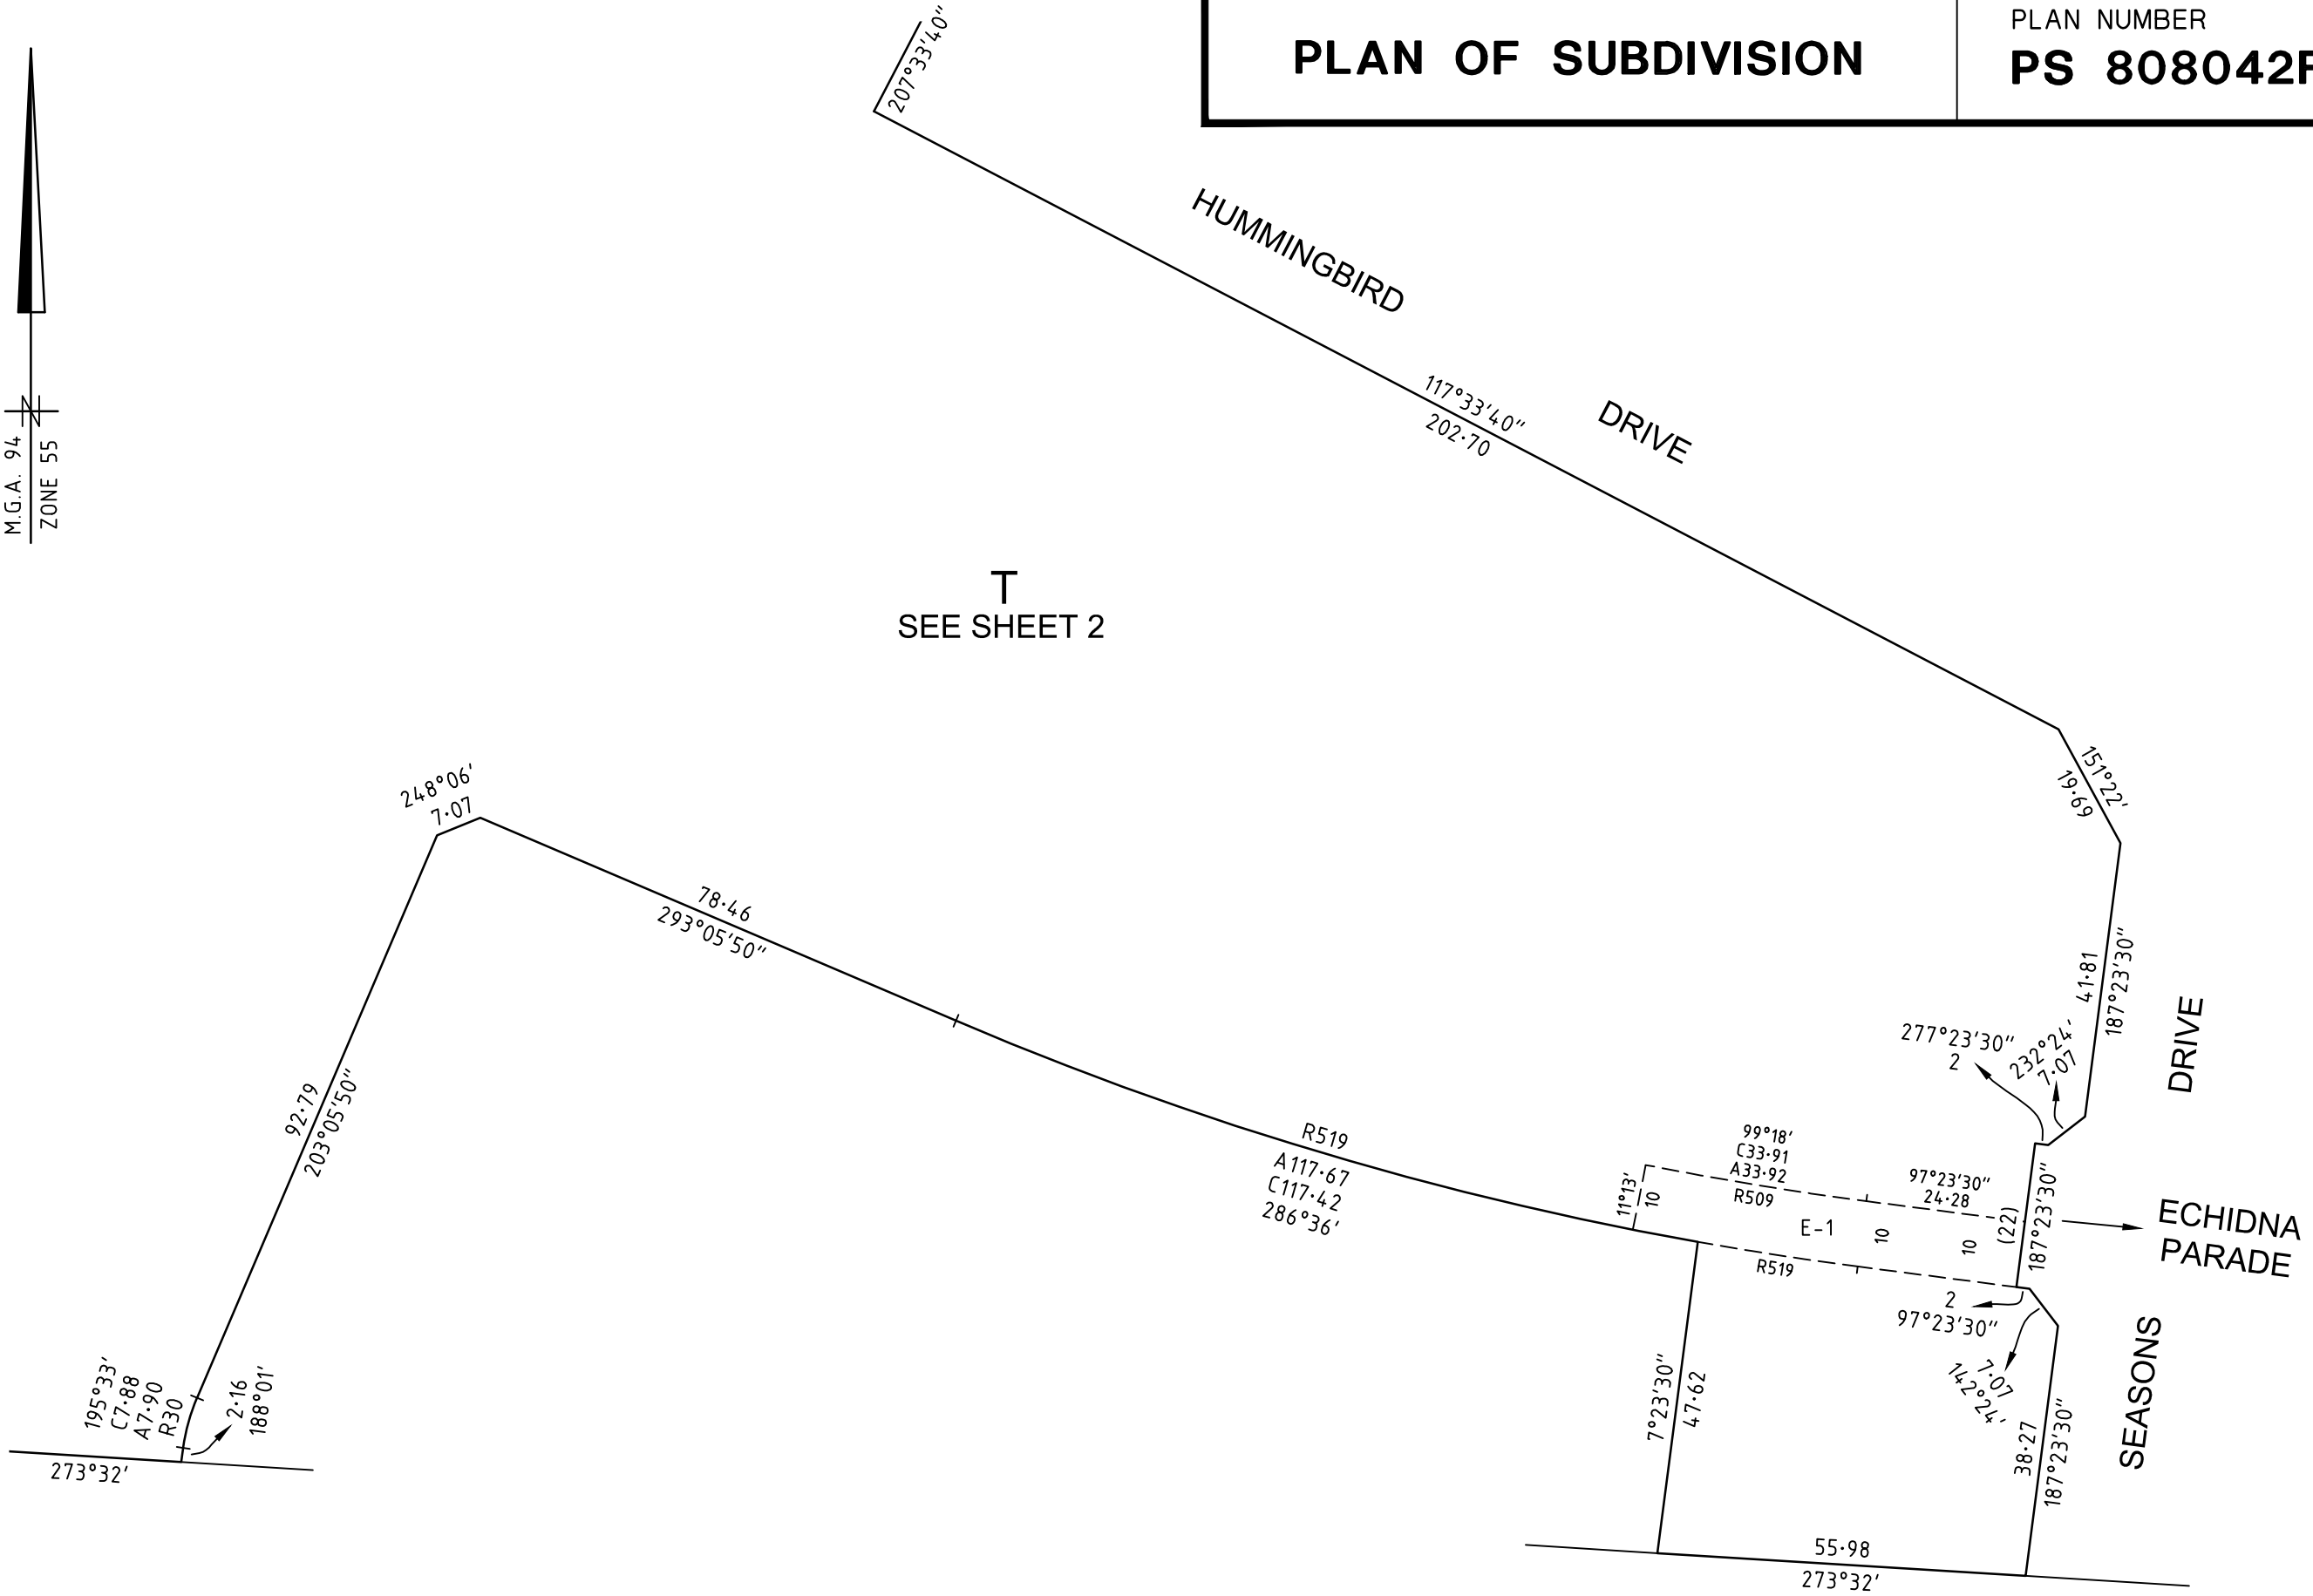 PLAN OF SUBDIVISION
PLAN NUMBER
PS 808042
207°33'40"
HUMMINGBIRD
DRIVE
117°33'40"
202·70
M.G.A. 94
ZONE 55
N
T
SEE SHEET 2
151°22'
19·69
248°06'
7·07
78·46
293°05'50"
41·81
187°23'30"
DRIVE
277°23'30"
2
232°24'
7·07
92·79
203°05'50"
R519
A117·67
C117·42
286°36'
99°18'
C33·91
A33·92
R509
97°23'30"
24·28
11°13'
10
E-1
10
10
(22)
187°23'30"
ECHIDNA
PARADE
R519
2
97°23'30"
7·07
142°24'
7°23'30"
47·62
38·27
187°23'30"
SEASONS
195°33'
C7·88
A7·90
R30
2·16
188°01'
273°32'
55·98
273°32'